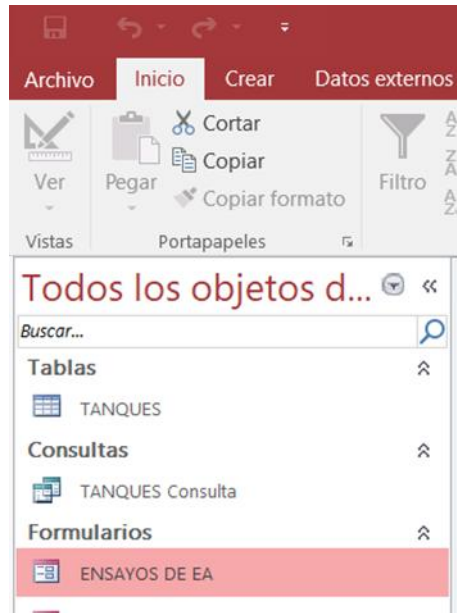 Archivo Inicio Crear Datos externos
Cortar
Copiar
Copiar formato
Ver Pegar Filtro
Vistas Portapapeles
Todos los objetos d...
Buscar...
Tablas
TANQUES
Consultas
TANQUES Consulta
Formularios
ENSAYOS DE EA